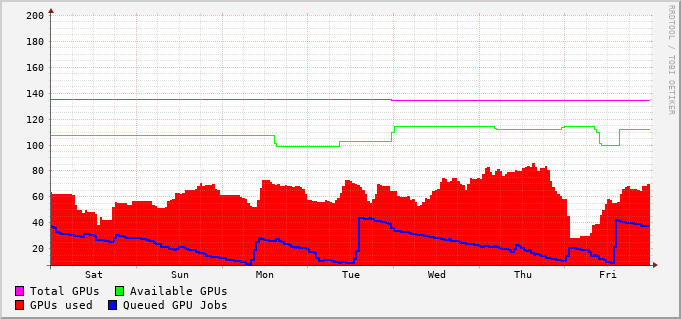 RRDTOOL / TOBI OETIKER
200
180
160
140
120
100
80
60
40
20
Sat Sun Mon Tue Wed Thu Fri
Total GPUs Available GPUs
GPUs used Queued GPU Jobs